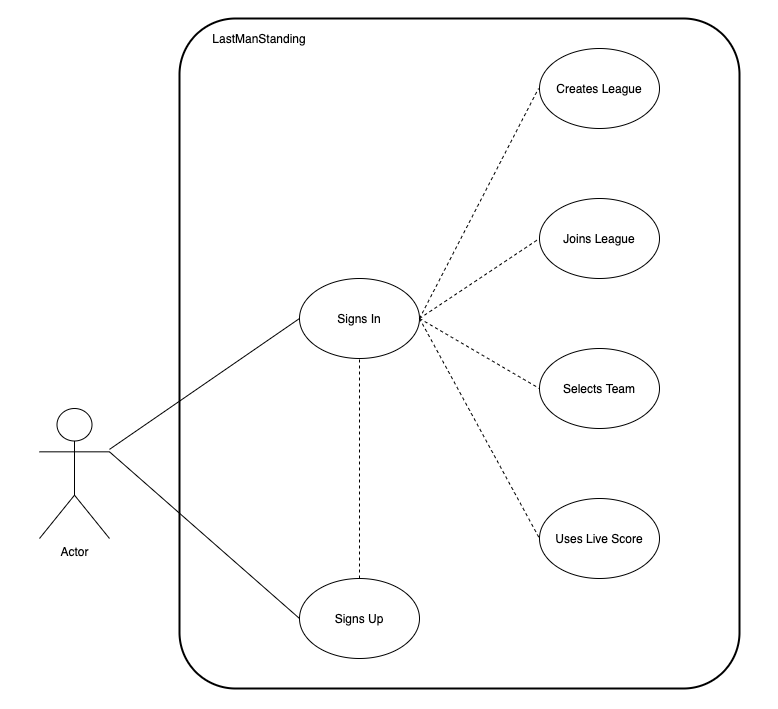 LastManStanding
Creates League
Joins League
Signs In
Selects Team
Uses Live Score
Actor
Signs Up